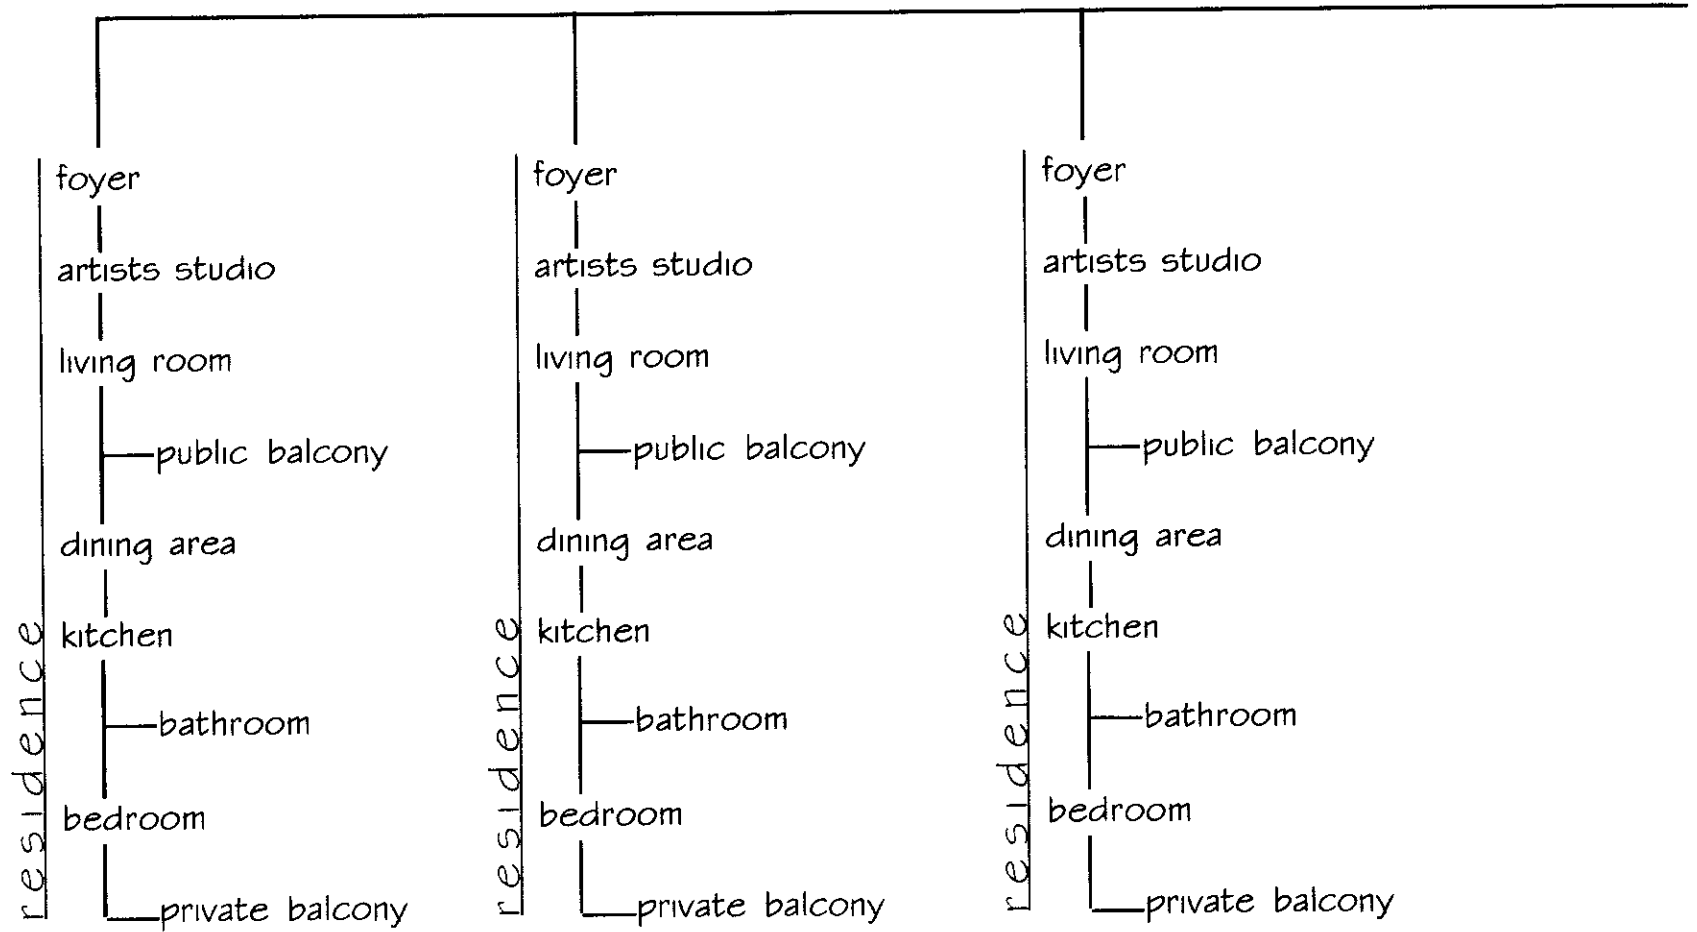 residence
foyer
artists studio
living room
public balcony
dining area
kitchen
bathroom
bedroom
private balcony
residence
foyer
artists studio
living room
public balcony
dining area
kitchen
bathroom
bedroom
private balcony
residence
foyer
artists studio
living room
public balcony
dining area
kitchen
bathroom
bedroom
private balcony